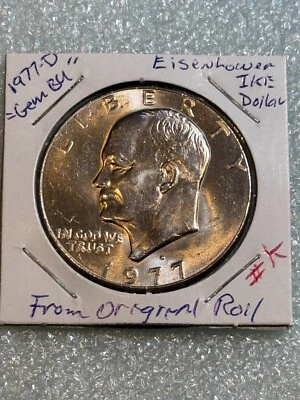 1977-D
"Gem BU"
Eisenhower
IKE
Dollar
LIBERTY
IN GOD WE
TRUST
D
1977
#K
From Original Roll